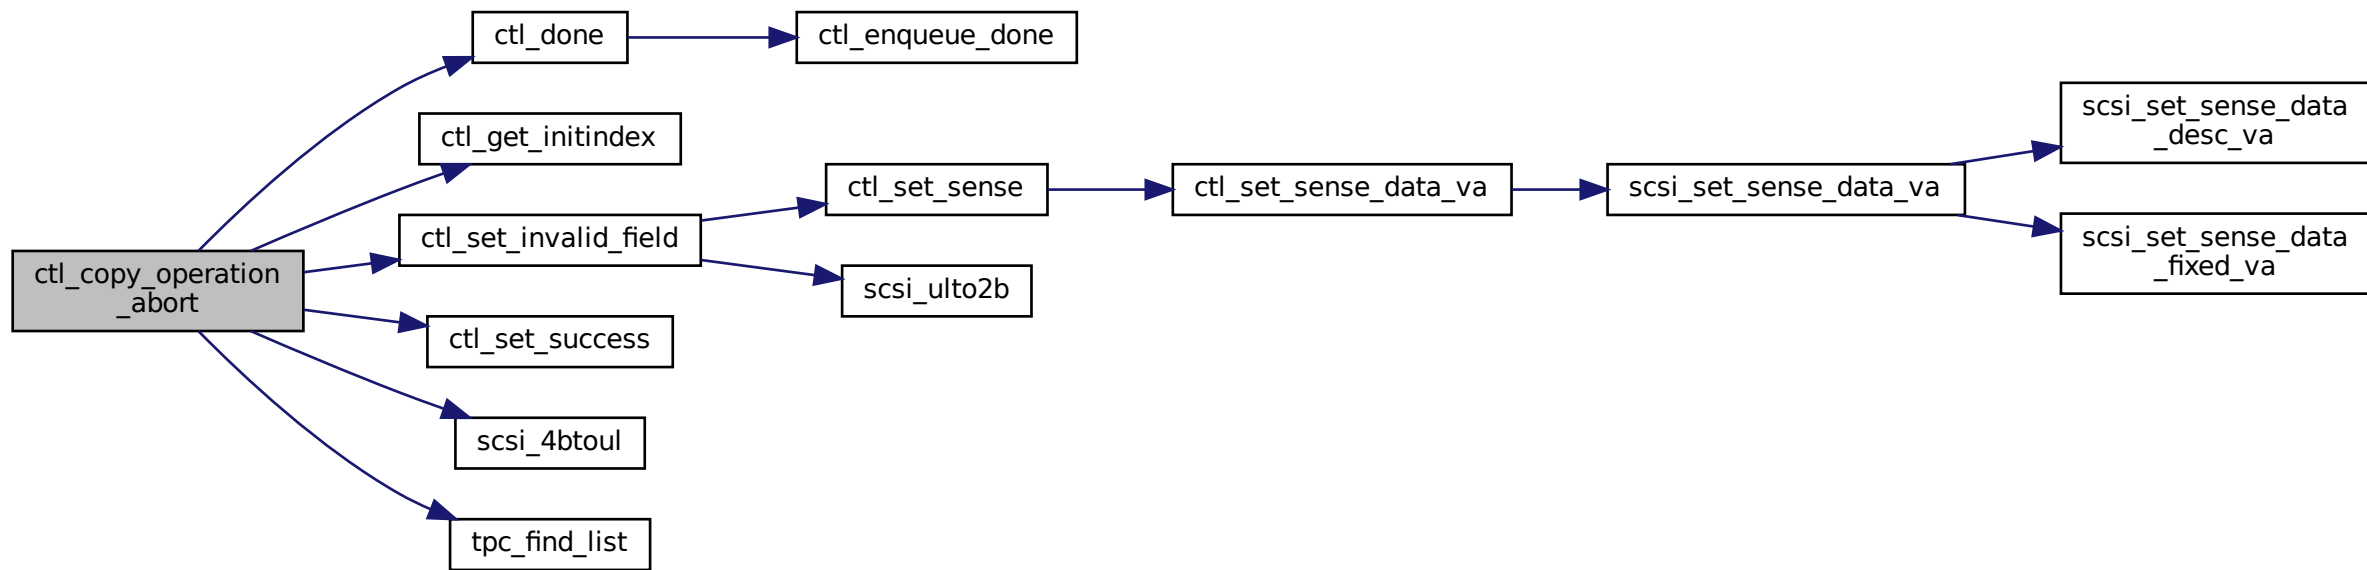 ctl_done
ctl_enqueue_done
scsi_set_sense_data
_desc_va
ctl_get_initindex
ctl_set_sense
ctl_set_sense_data_va
scsi_set_sense_data_va
ctl_set_invalid_field
scsi_set_sense_data
_fixed_va
ctl_copy_operation
_abort
scsi_ulto2b
ctl_set_success
scsi_4btoul
tpc_find_list